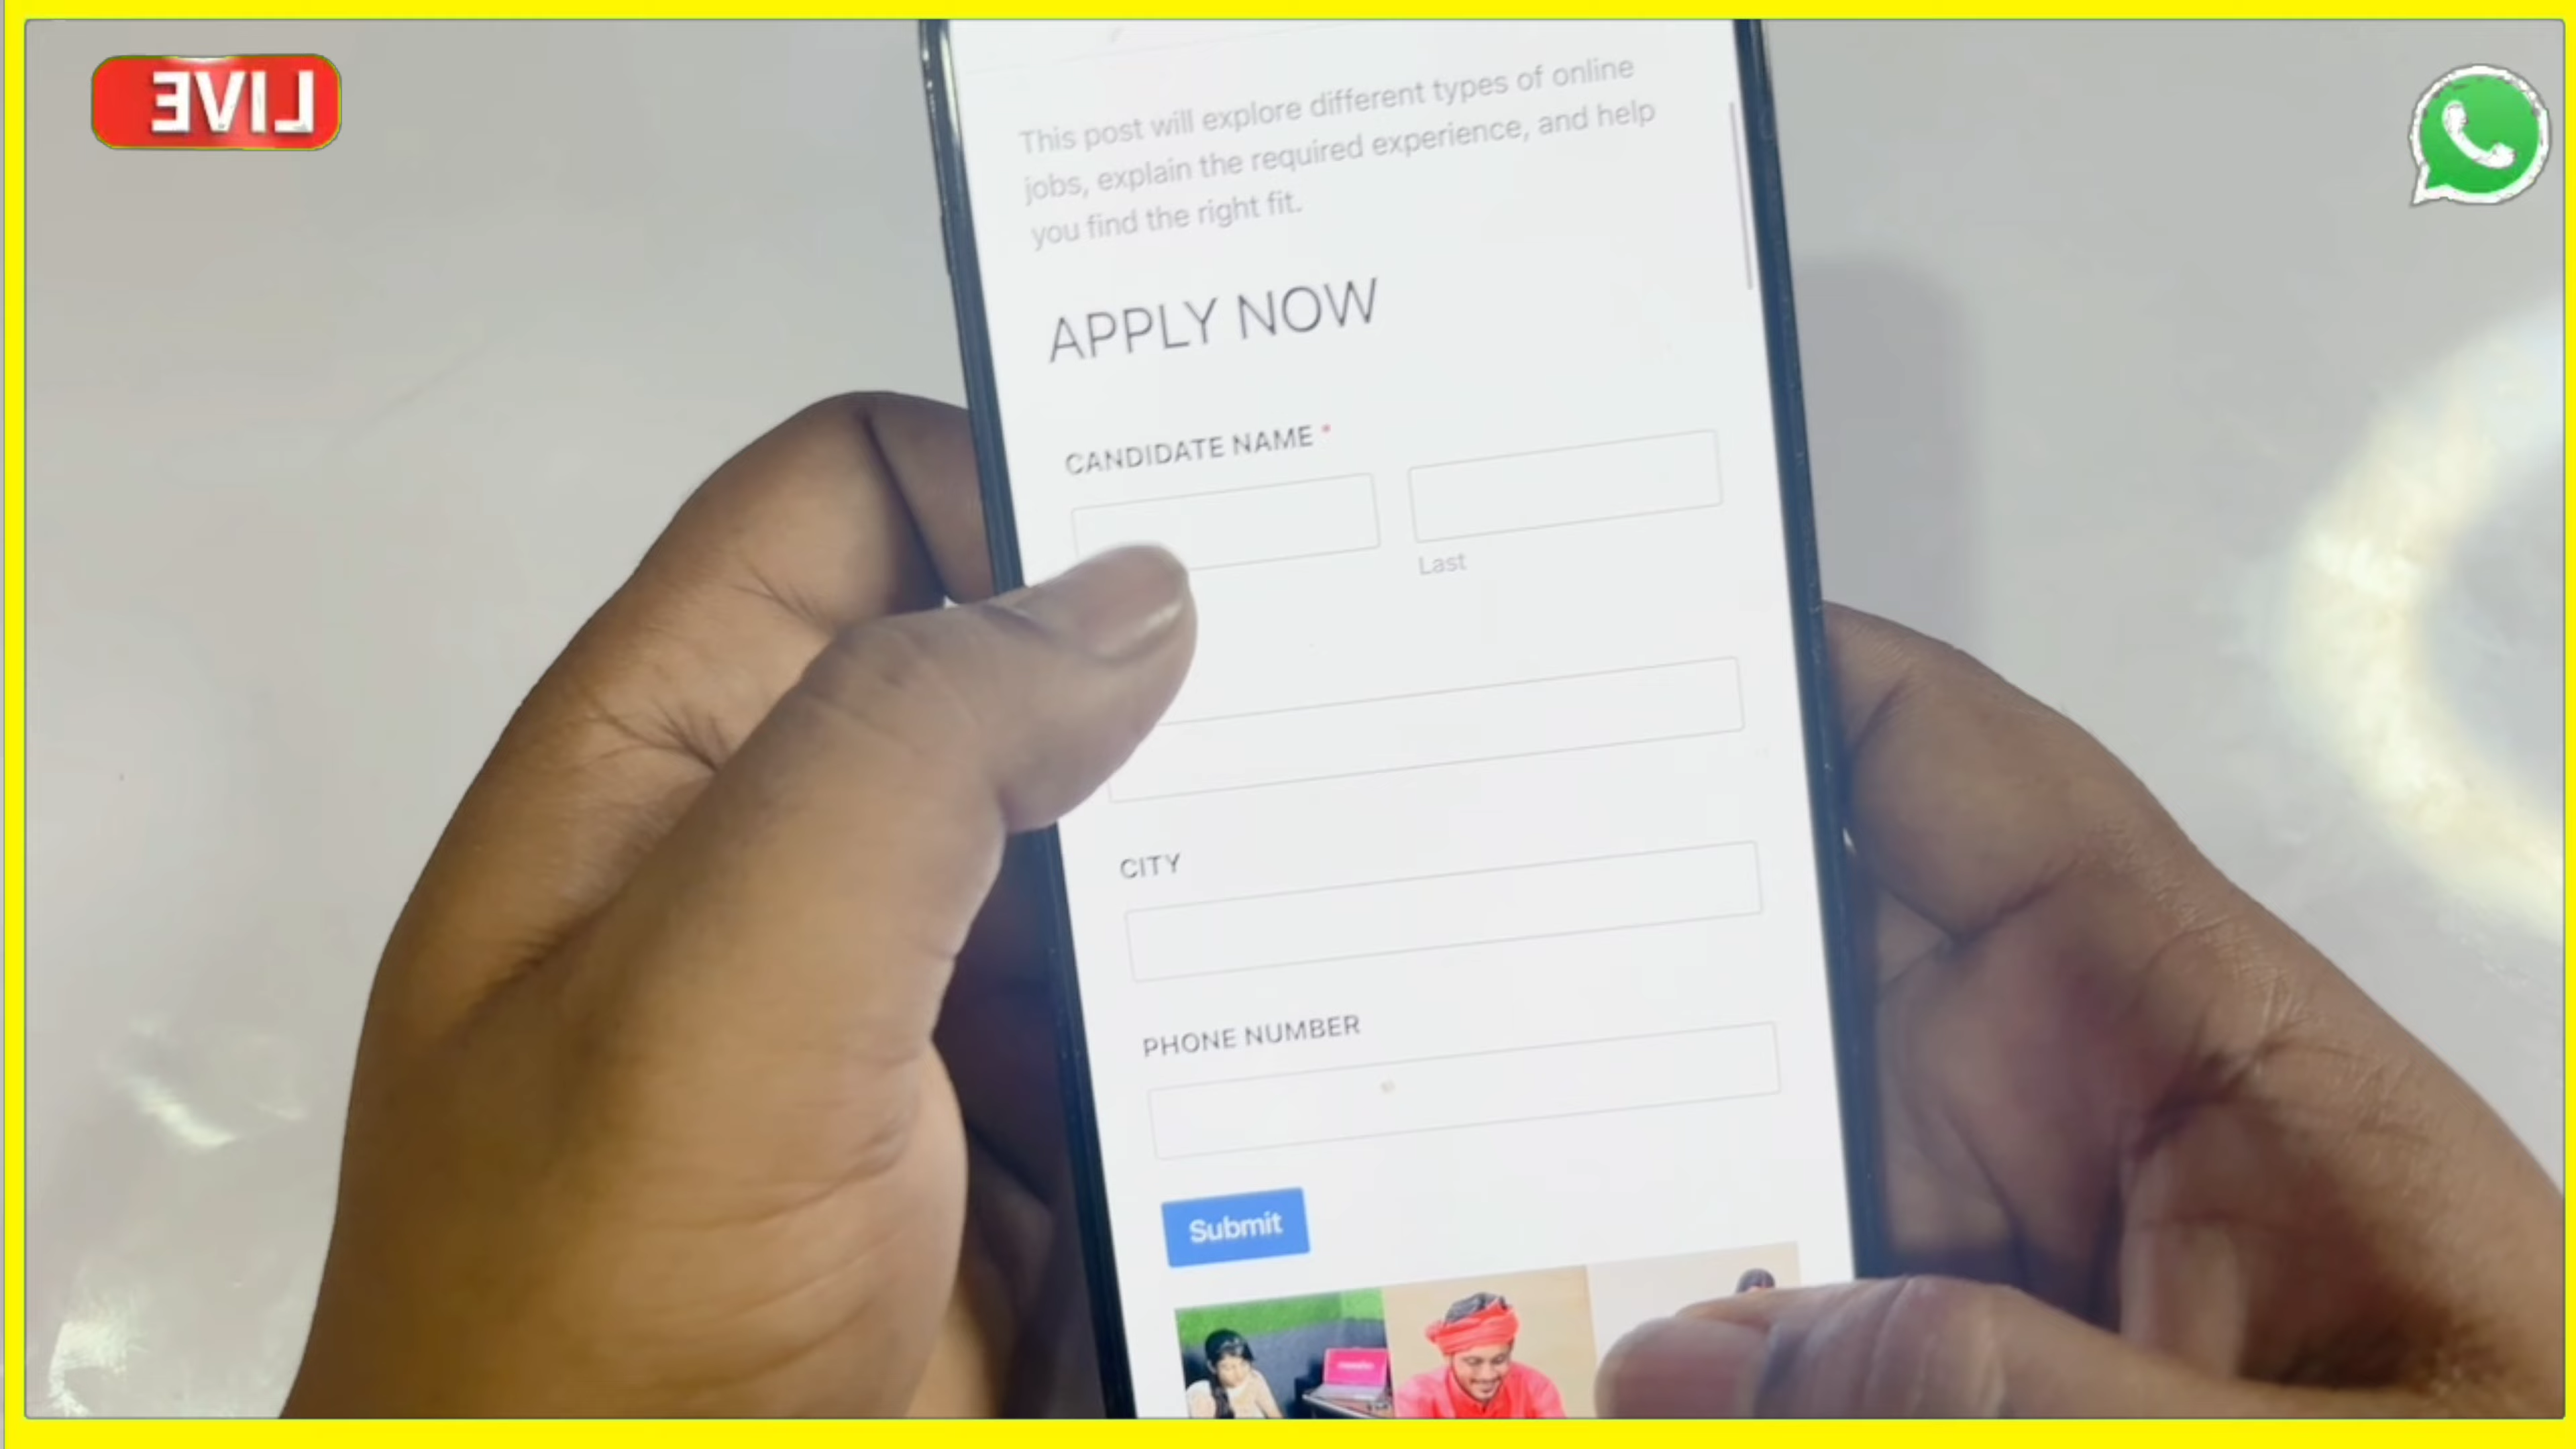 LIVE
This post will explore different types of online
jobs, explain the required experience, and help
you find the right fit.
APPLY NOW
CANDIDATE NAME *
Last
CITY
PHONE NUMBER
Submit